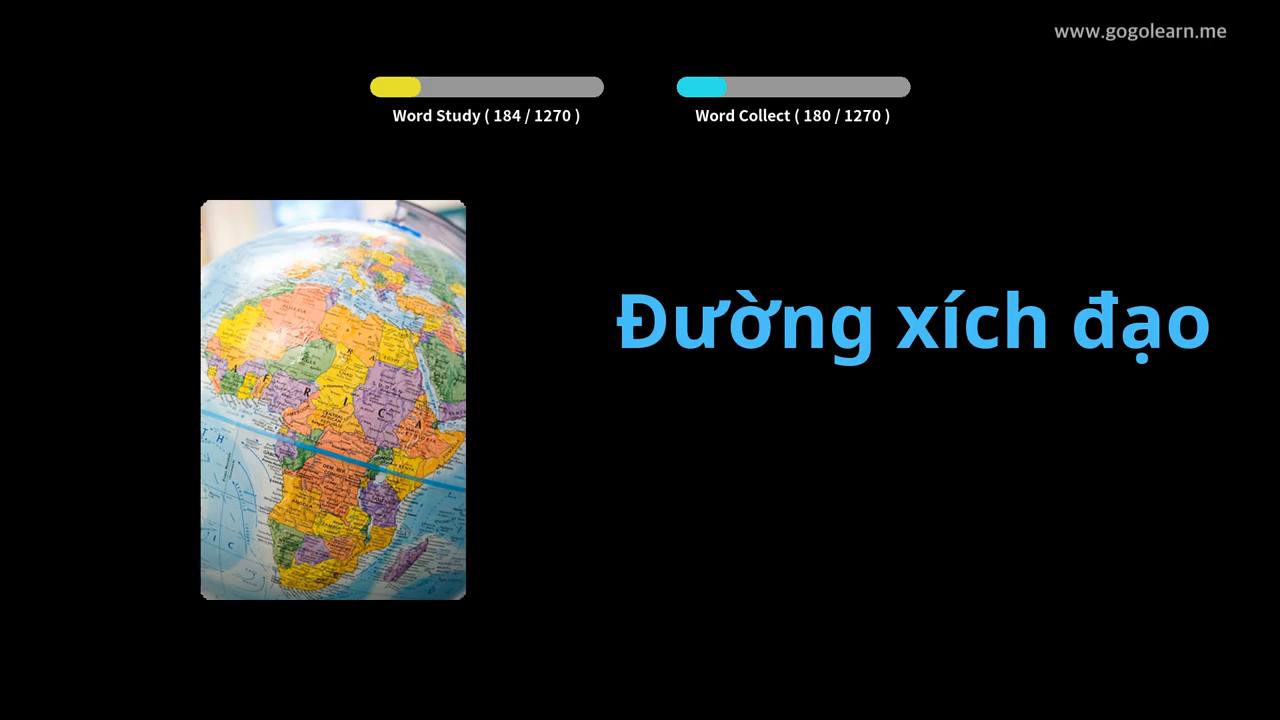 www.gogolearn.me
Word Study ( 184 / 1270 )
Word Collect ( 180 / 1270 )
Đường xích đạo
A F R I C A